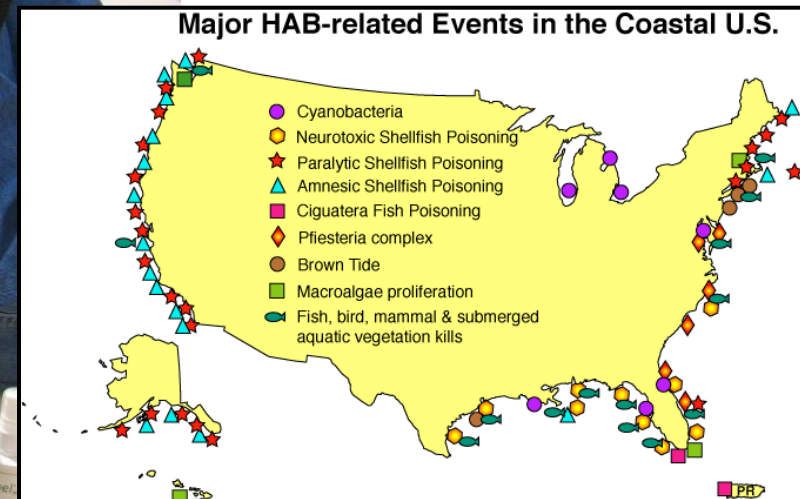 Major HAB-related Events in the Coastal U.S.
Cyanobacteria
Neurotoxic Shellfish Poisoning
Paralytic Shellfish Poisoning
Amnesic Shellfish Poisoning
Ciguatera Fish Poisoning
Pfiesteria complex
Brown Tide
Macroalgae proliferation
Fish, bird, mammal & submerged
aquatic vegetation kills
PR